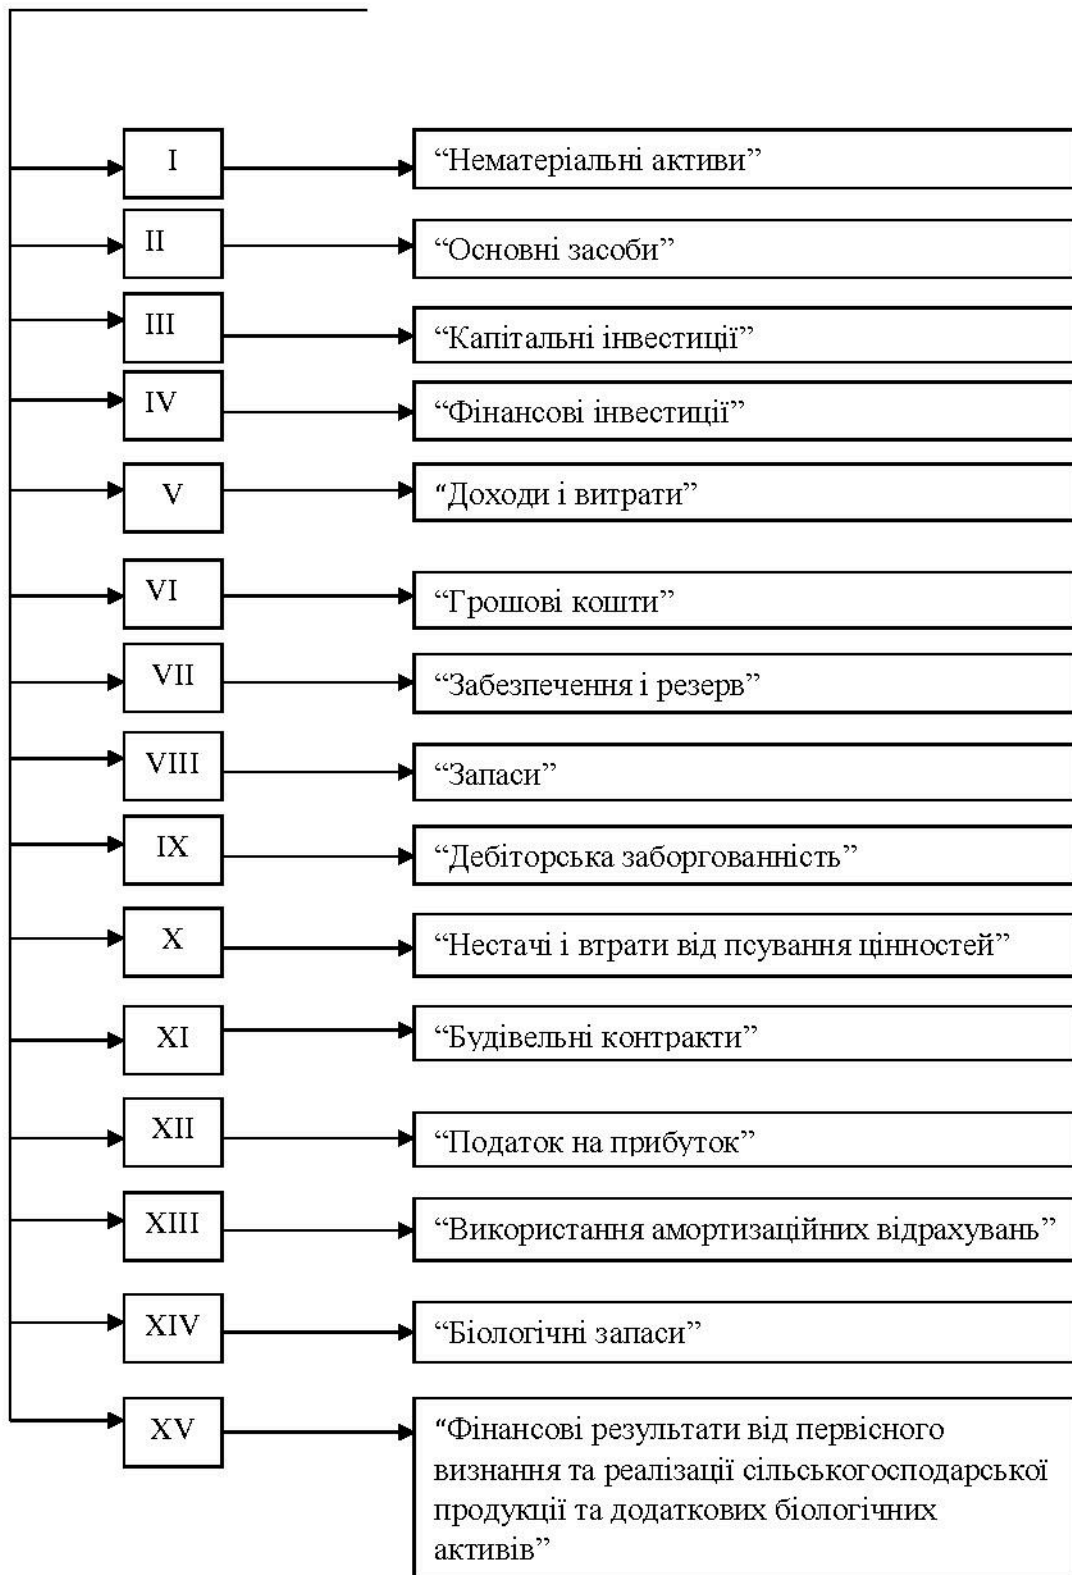 I
“Нематеріальні активи”
II
“Основні засоби”
III
“Капітальні інвестиції”
IV
“Фінансові інвестиції”
V
“Доходи і витрати”
VI
“Грошові кошти”
VII
“Забезпечення і резерв”
VIII
“Запаси”
IX
“Дебіторська заборгованність”
X
“Нестачі і втрати від псування цінностей”
XI
“Будівельні контракти”
XII
“Податок на прибуток”
XIII
“Використання амортизаційних відрахувань”
XIV
“Біологічні запаси”
XV
“Фінансові результати від первісного
визнання та реалізації сільськогосподарської
продукції та додаткових біологічних
активів”